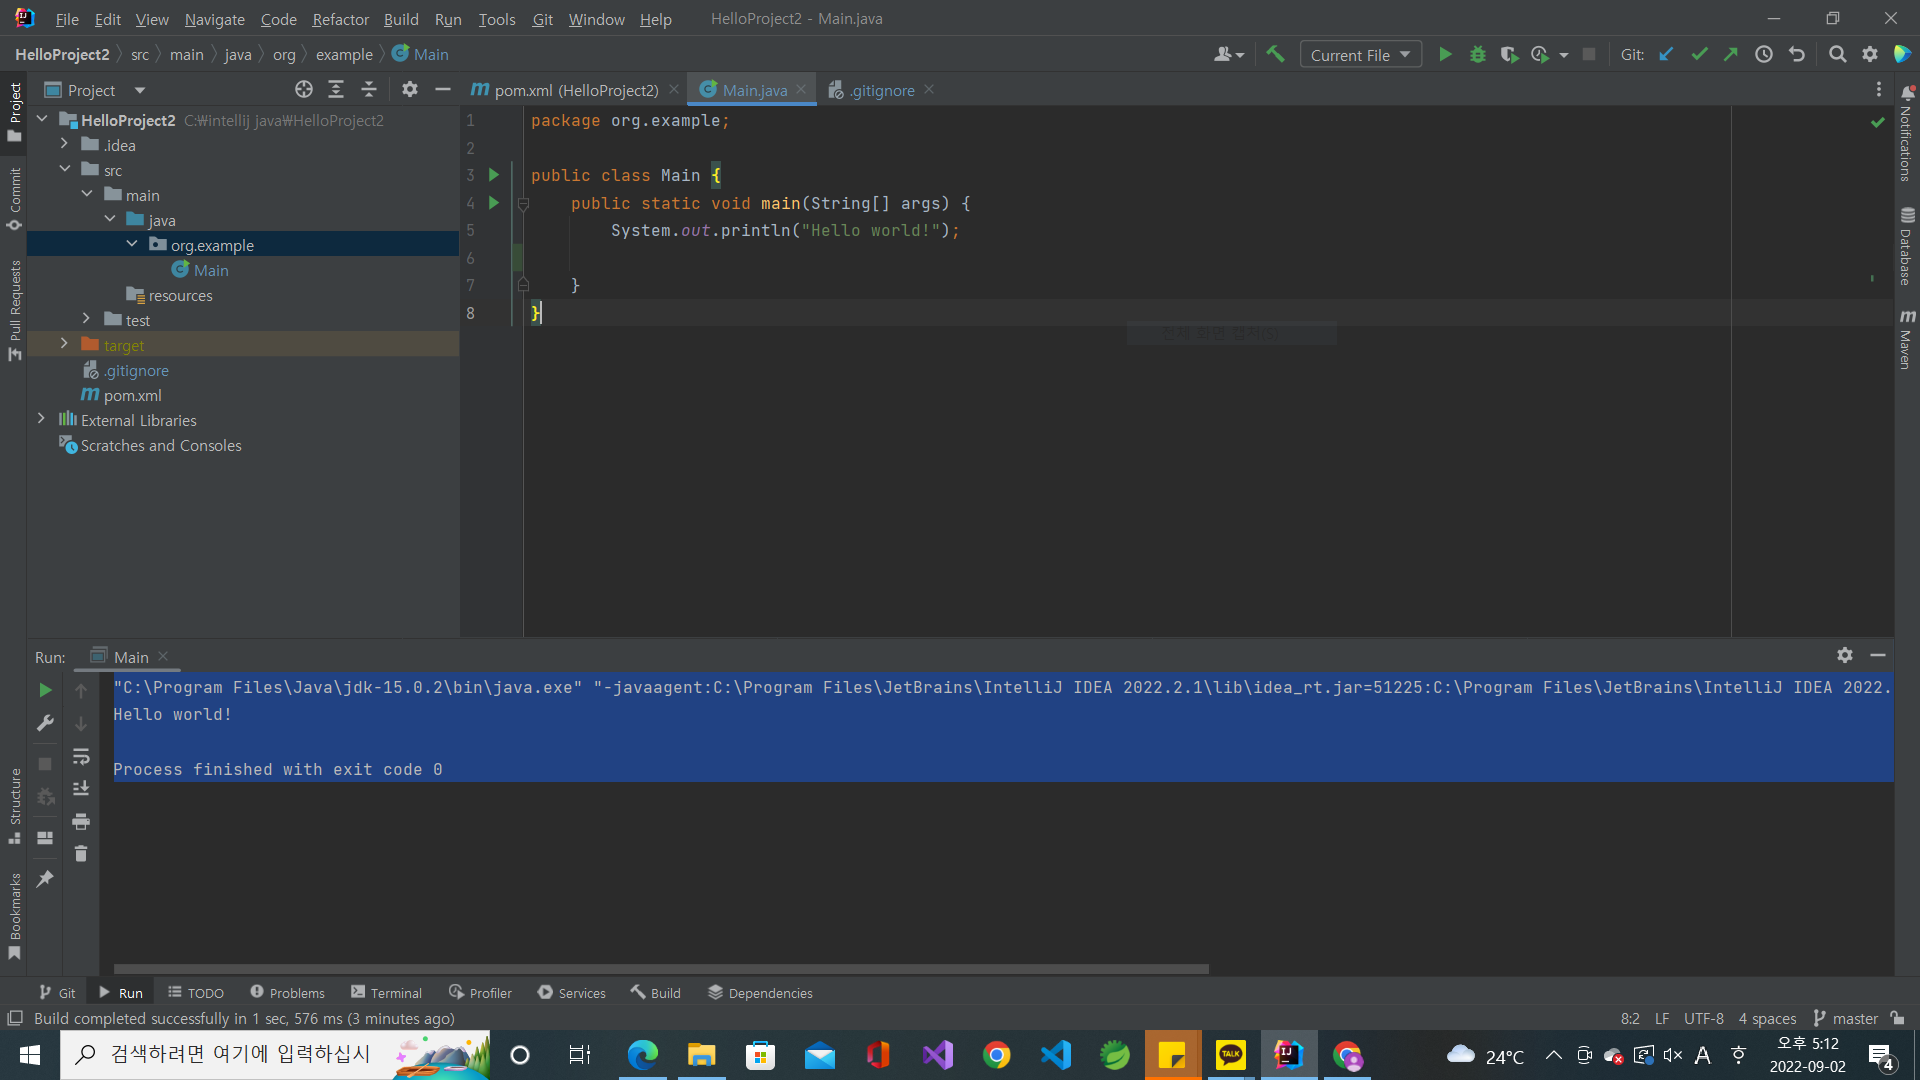 File Edit View Navigate Code Refactor Build Run Tools Git Window Help HelloProject2 - Main.java
HelloProject2 src main java org example Main
Current File Git:
Project
pom.xml (HelloProject2) Main.java .gitignore
HelloProject2 C:₩intellij java₩HelloProject2
.idea
src
main
java
org.example
Main
resources
test
target
.gitignore
pom.xml
External Libraries
Scratches and Consoles
Project
Commit
Pull Requests
Structure
Bookmarks
1 package org.example;
2
3 public class Main {
4 public static void main(String[] args) {
5 System.out.println("Hello world!");
6
7 }
8 }
전체 화면 캡처(S)
Notifications
Database
Maven
Run: Main
"C:\Program Files\Java\jdk-15.0.2\bin\java.exe" "-javaagent:C:\Program Files\JetBrains\IntelliJ IDEA 2022.2.1\lib\idea_rt.jar=51225:C:\Program Files\JetBrains\IntelliJ IDEA 2022.
Hello world!
Process finished with exit code 0
Git Run TODO Problems Terminal Profiler Services Build Dependencies
Build completed successfully in 1 sec, 576 ms (3 minutes ago)
8:2 LF UTF-8 4 spaces master
검색하려면 여기에 입력하십시
TALK
IJ
24°C
A
오후 5:12
2022-09-02
4